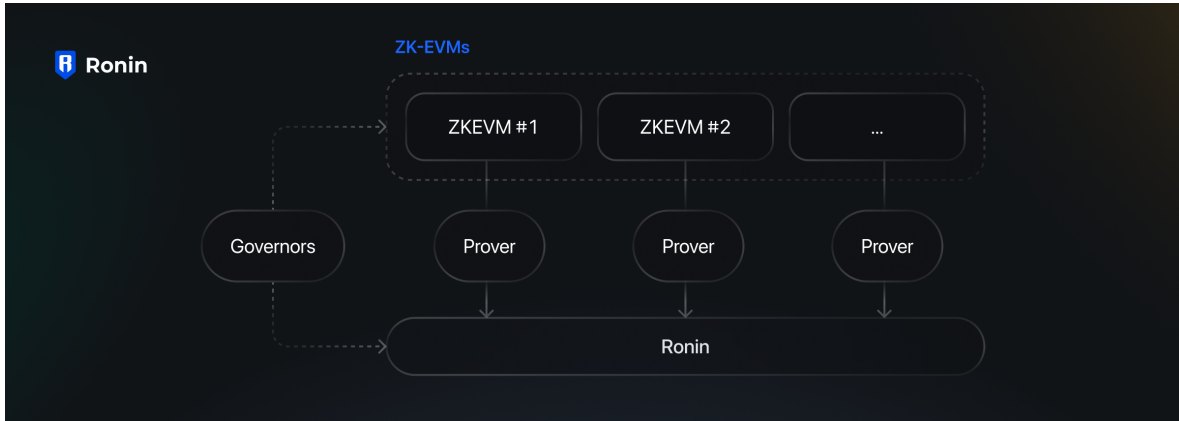 ZK-EVMs
Ronin
ZKEVM #1
ZKEVM #2
...
Governors
Prover
Prover
Prover
Ronin